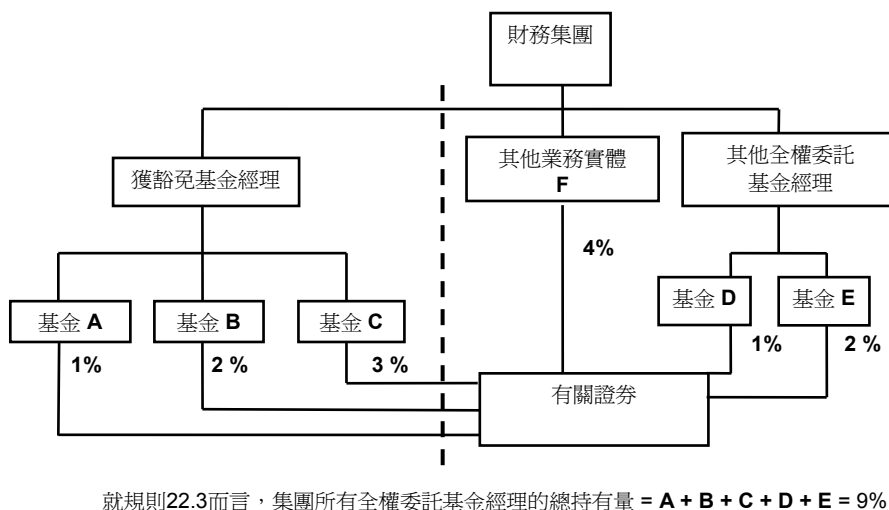 財務集團
獲豁免基金經理
其他業務實體
F
其他全權委託
基金經理
4%
基金 A
基金 B
基金 C
基金 D
基金 E
1%
2 %
3 %
1%
2 %
有關證券
就規則22.3而言，集團所有全權委託基金經理的總持有量 = A + B + C + D + E = 9%